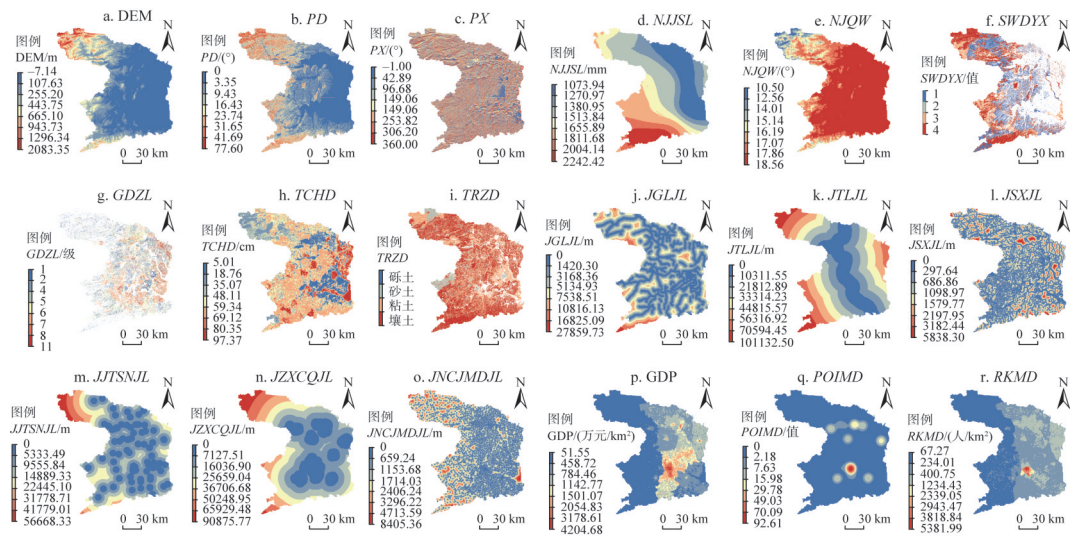 a. DEM
N
图例
DEM/m
−7.14
107.63
255.20
443.75
665.10
943.73
1296.34
2083.35
0 30 km
b. PD
N
图例
PD/(°)
0
3.35
9.43
16.43
23.74
31.65
41.69
77.60
0 30 km
c. PX
N
图例
PX/(°)
−1.00
42.89
96.68
149.06
149.06
253.82
306.20
360.00
0 30 km
d. NJJSL
N
图例
NJJSL/mm
1073.94
1270.97
1380.95
1513.84
1655.89
1811.68
2004.14
2242.42
0 30 km
e. NJQW
N
图例
NJQW/(°)
10.50
12.56
14.01
15.14
16.19
17.07
17.86
18.56
0 30 km
f. SWDYX
N
图例
SWDYX/值
1
2
3
4
0 30 km
g. GDZL
N
图例
GDZL/级
1
2
3
4
5
6
7
8
11
0 30 km
h. TCHD
N
图例
TCHD/cm
5.01
18.76
35.07
48.11
59.34
69.12
80.35
97.37
0 30 km
i. TRZD
N
图例
TRZD
砾土
砂土
粘土
壤土
0 30 km
j. JGLJL
N
图例
JGLJL/m
0
1420.30
3168.36
5134.93
7538.51
10816.13
16825.09
27859.73
0 30 km
k. JTLJL
N
图例
JTLJL/m
0
10311.55
21812.89
33314.23
44815.57
56316.92
70594.45
101132.50
0 30 km
l. JSXJL
N
图例
JSXJL/m
0
297.64
686.86
1098.97
1579.77
2197.95
3182.44
5838.30
0 30 km
m. JJTSNJL
N
图例
JJTSNJL/m
0
5333.49
9555.84
14889.33
22445.10
31778.71
41779.01
56668.33
0 30 km
n. JZXCQJL
N
图例
JZXCQJL/m
0
7127.51
16036.90
25659.04
36706.68
50248.95
65929.48
90875.77
0 30 km
o. JNCJMDJL
N
图例
JNCJMDJL/m
0
659.24
1153.68
1714.03
2406.24
3296.22
4713.59
8405.36
0 30 km
p. GDP
N
图例
GDP/(万元/km²)
51.55
458.72
784.46
1142.77
1501.07
2054.83
3178.61
4204.68
0 30 km
q. POIMD
N
图例
POIMD/值
0
2.18
7.63
15.98
29.78
49.03
70.09
92.61
0 30 km
r. RKMD
N
图例
RKMD/(人/km²)
67.27
234.01
400.75
1234.43
2339.05
2943.47
3818.84
5381.99
0 30 km